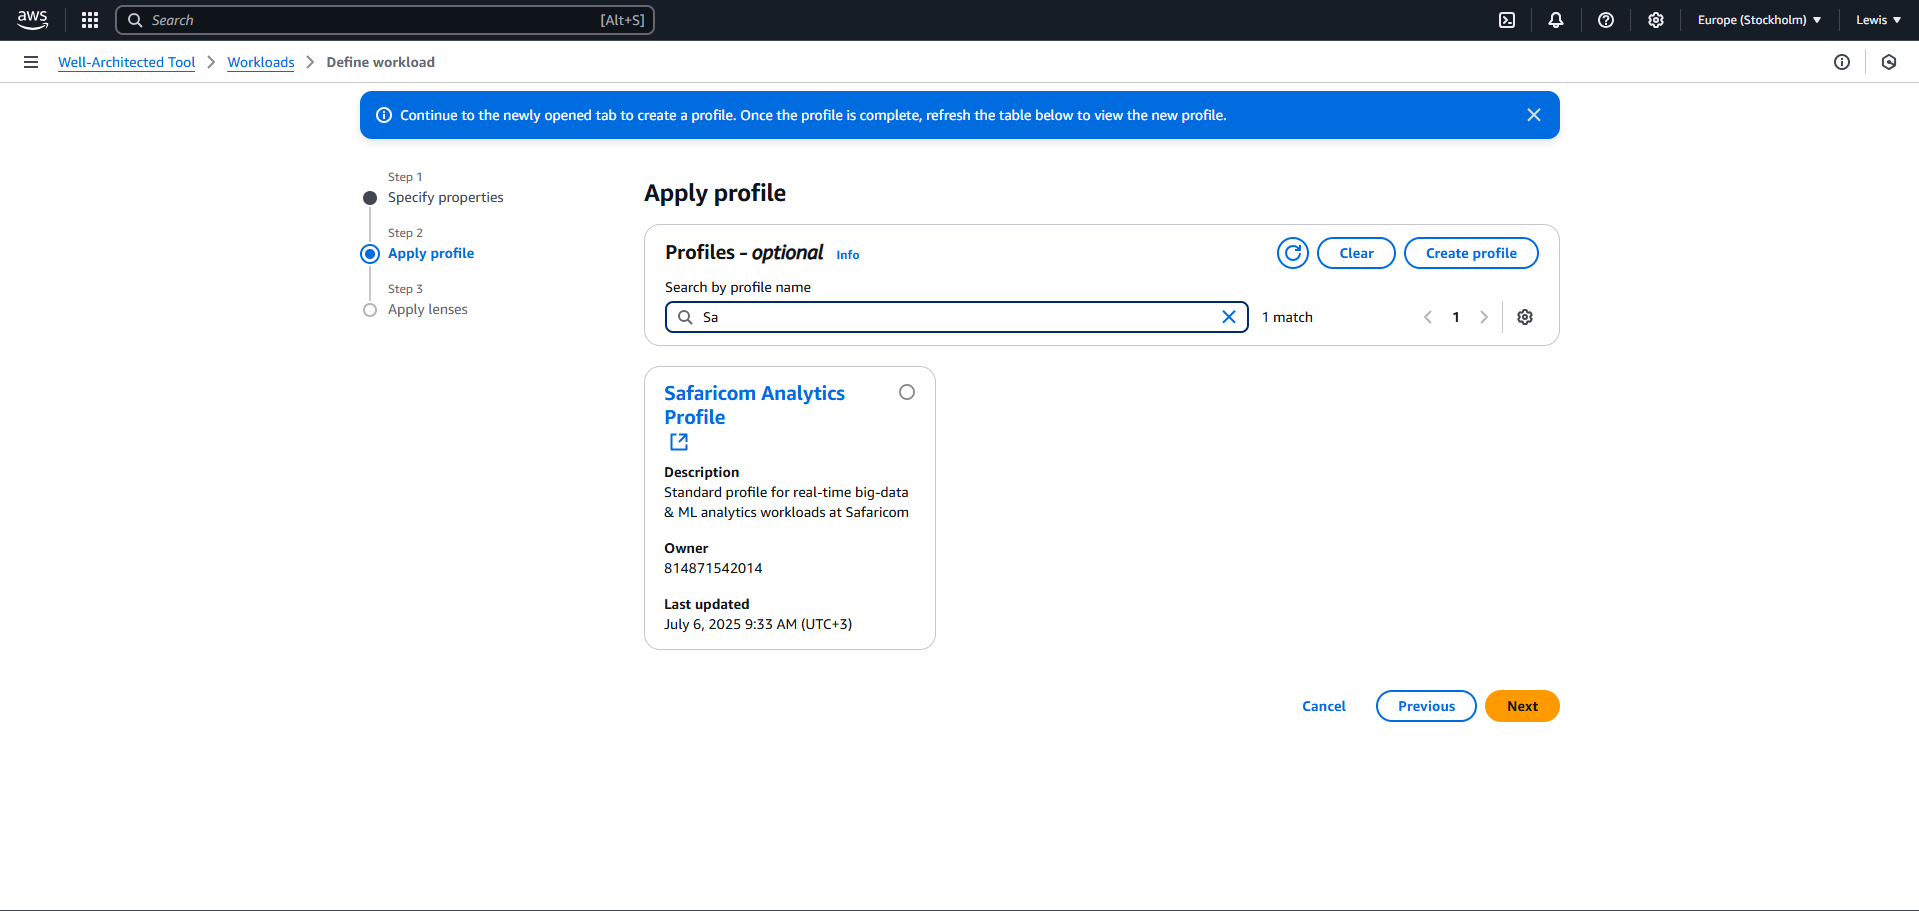 aws
Search
[Alt+S]
Europe (Stockholm)
Lewis
Well-Architected Tool
Workloads
Define workload
Continue to the newly opened tab to create a profile. Once the profile is complete, refresh the table below to view the new profile.
Step 1
Specify properties
Step 2
Apply profile
Step 3
Apply lenses
Apply profile
Profiles - optional Info
Clear
Create profile
Search by profile name
Sa
1 match
1
Safaricom Analytics
Profile
Description
Standard profile for real-time big-data
& ML analytics workloads at Safaricom
Owner
814871542014
Last updated
July 6, 2025 9:33 AM (UTC+3)
Cancel
Previous
Next